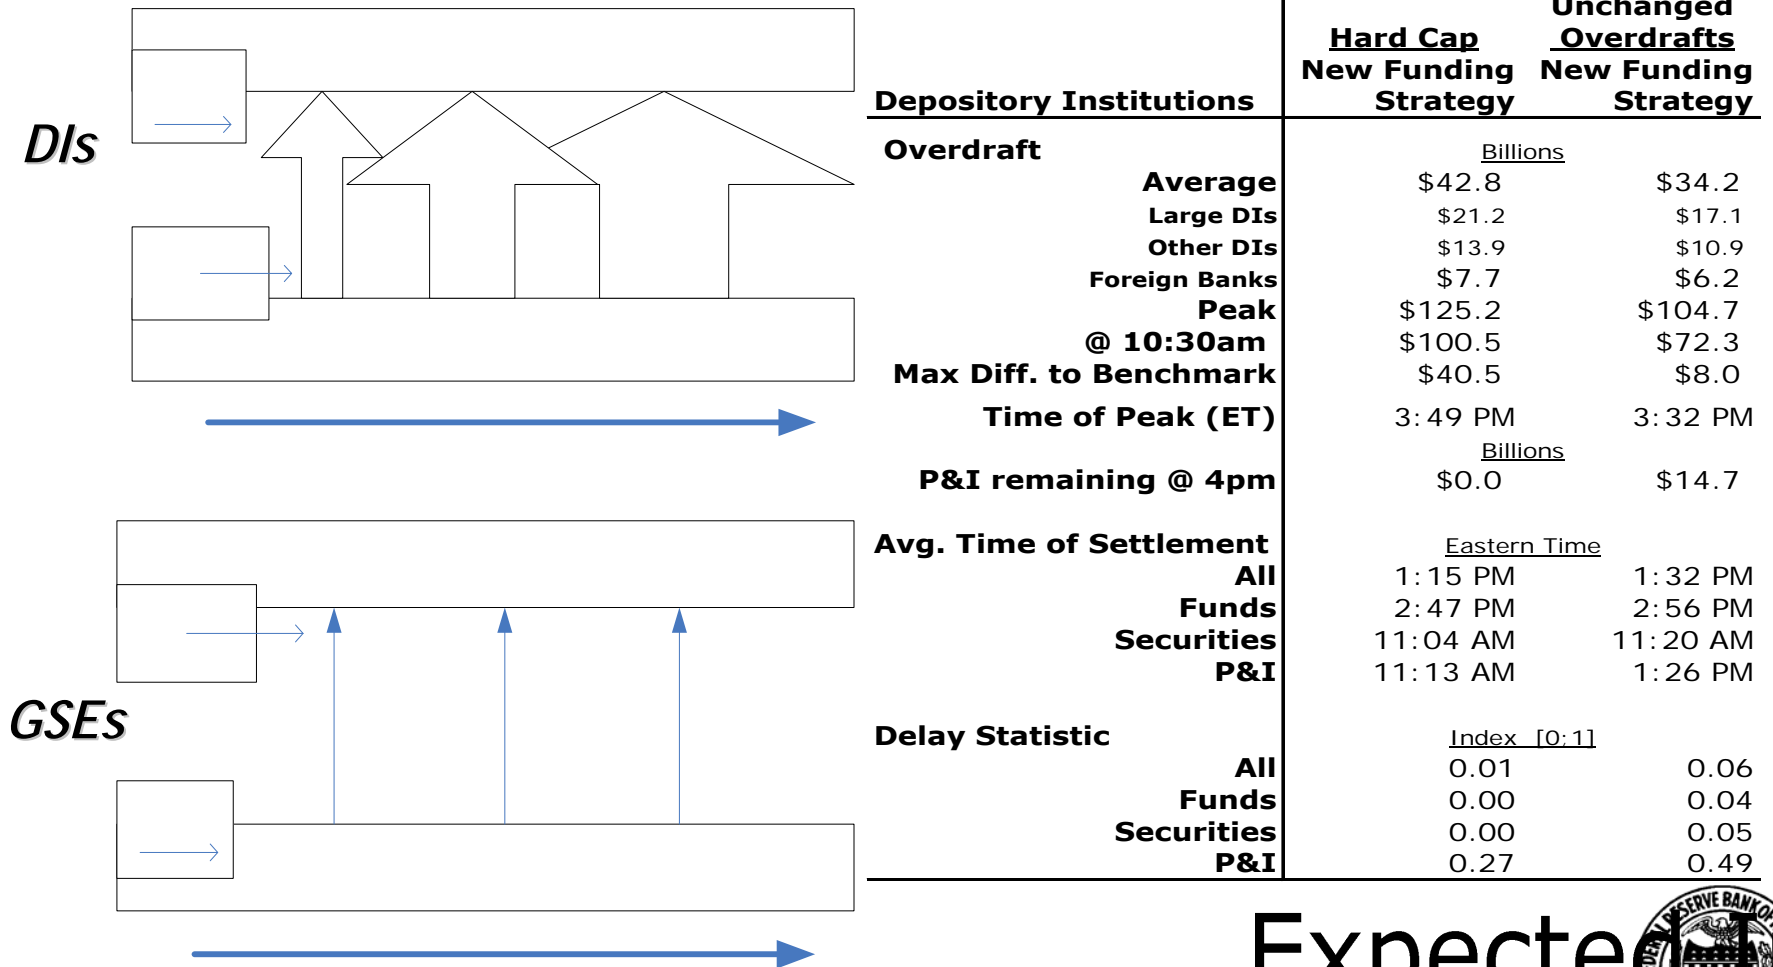 DIs
GSEs
Unchanged
Hard Cap Overdrafts
New Funding New Funding
Depository Institutions Strategy Strategy
Overdraft Billions
Average $42.8 $34.2
Large DIs $21.2 $17.1
Other DIs $13.9 $10.9
Foreign Banks $7.7 $6.2
Peak $125.2 $104.7
@ 10:30am $100.5 $72.3
Max Diff. to Benchmark $40.5 $8.0
Time of Peak (ET) 3:49 PM 3:32 PM
Billions
P&I remaining @ 4pm $0.0 $14.7
Avg. Time of Settlement Eastern Time
All 1:15 PM 1:32 PM
Funds 2:47 PM 2:56 PM
Securities 11:04 AM 11:20 AM
P&I 11:13 AM 1:26 PM
Delay Statistic Index [0;1]
All 0.01 0.06
Funds 0.00 0.04
Securities 0.00 0.05
P&I 0.27 0.49
Expected I
RESERVE BANK OF